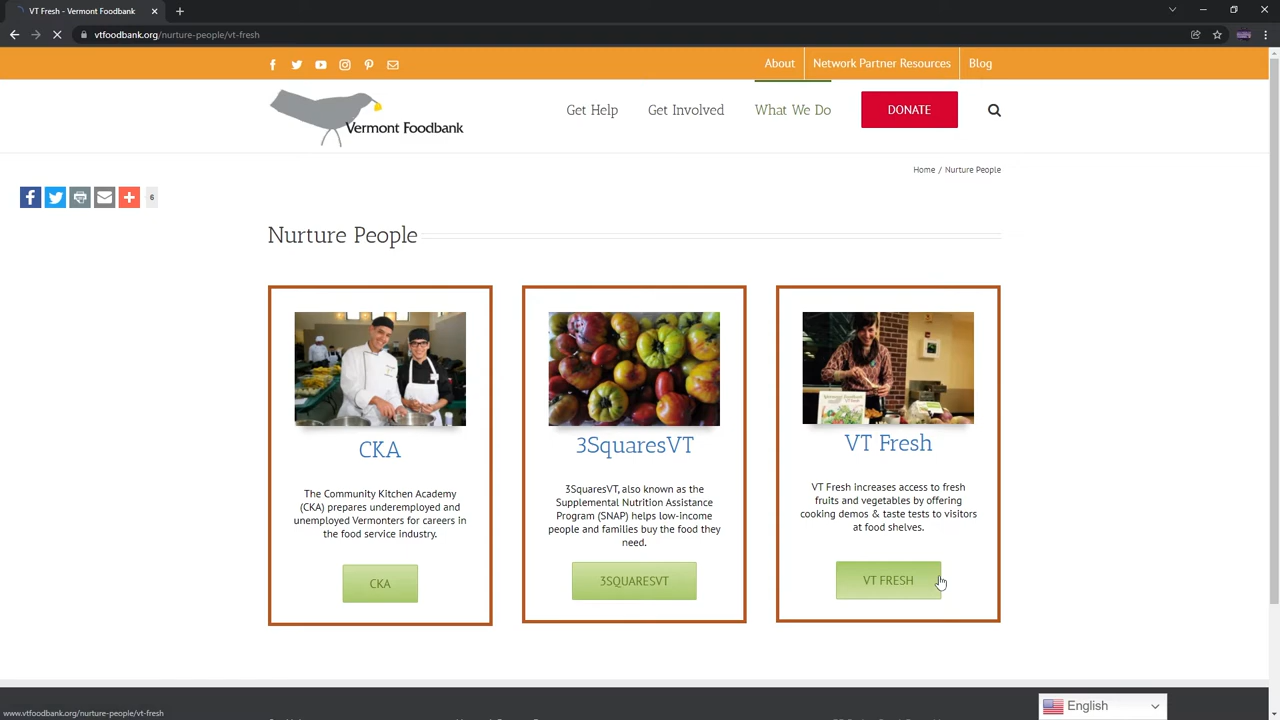 VT Fresh - Vermont Foodbank
vtfoodbank.org/nurture-people/vt-fresh
About
Network Partner Resources
Blog
Vermont Foodbank
Get Help
Get Involved
What We Do
DONATE
Home / Nurture People
6
Nurture People
CKA
The Community Kitchen Academy
(CKA) prepares underemployed and
unemployed Vermonters for careers in
the food service industry.
CKA
3SquaresVT
3SquaresVT, also known as the
Supplemental Nutrition Assistance
Program (SNAP) helps low-income
people and families buy the food they
need.
3SQUARESVT
VT Fresh
VT Fresh increases access to fresh
fruits and vegetables by offering
cooking demos & taste tests to visitors
at food shelves.
VT FRESH
www.vtfoodbank.org/nurture-people/vt-fresh
English